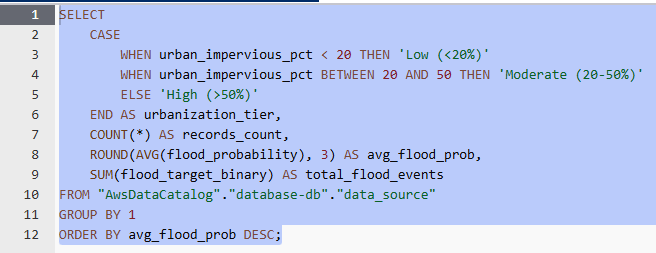 1 SELECT
2 CASE
3 WHEN urban_impervious_pct < 20 THEN 'Low (<20%)'
4 WHEN urban_impervious_pct BETWEEN 20 AND 50 THEN 'Moderate (20-50%)'
5 ELSE 'High (>50%)'
6 END AS urbanization_tier,
7 COUNT(*) AS records_count,
8 ROUND(AVG(flood_probability), 3) AS avg_flood_prob,
9 SUM(flood_target_binary) AS total_flood_events
10 FROM "AwsDataCatalog"."database-db"."data_source"
11 GROUP BY 1
12 ORDER BY avg_flood_prob DESC;